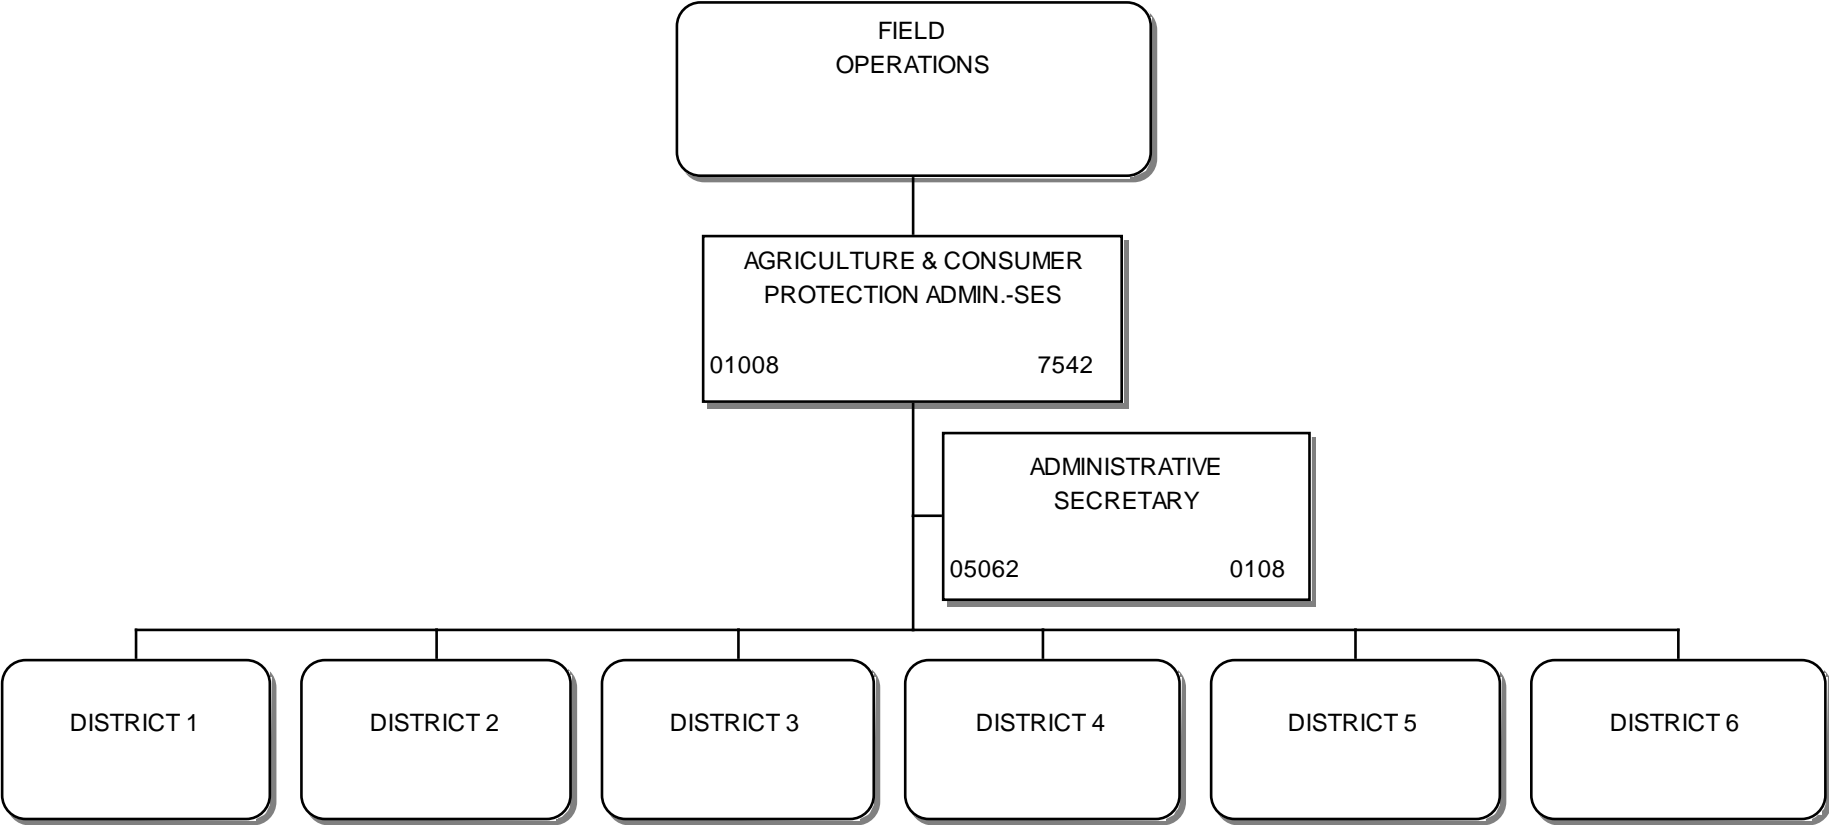 FIELD
OPERATIONS
AGRICULTURE & CONSUMER
PROTECTION ADMIN.-SES
01008 7542
ADMINISTRATIVE
SECRETARY
05062 0108
DISTRICT 1 DISTRICT 2 DISTRICT 3 DISTRICT 4 DISTRICT 5 DISTRICT 6